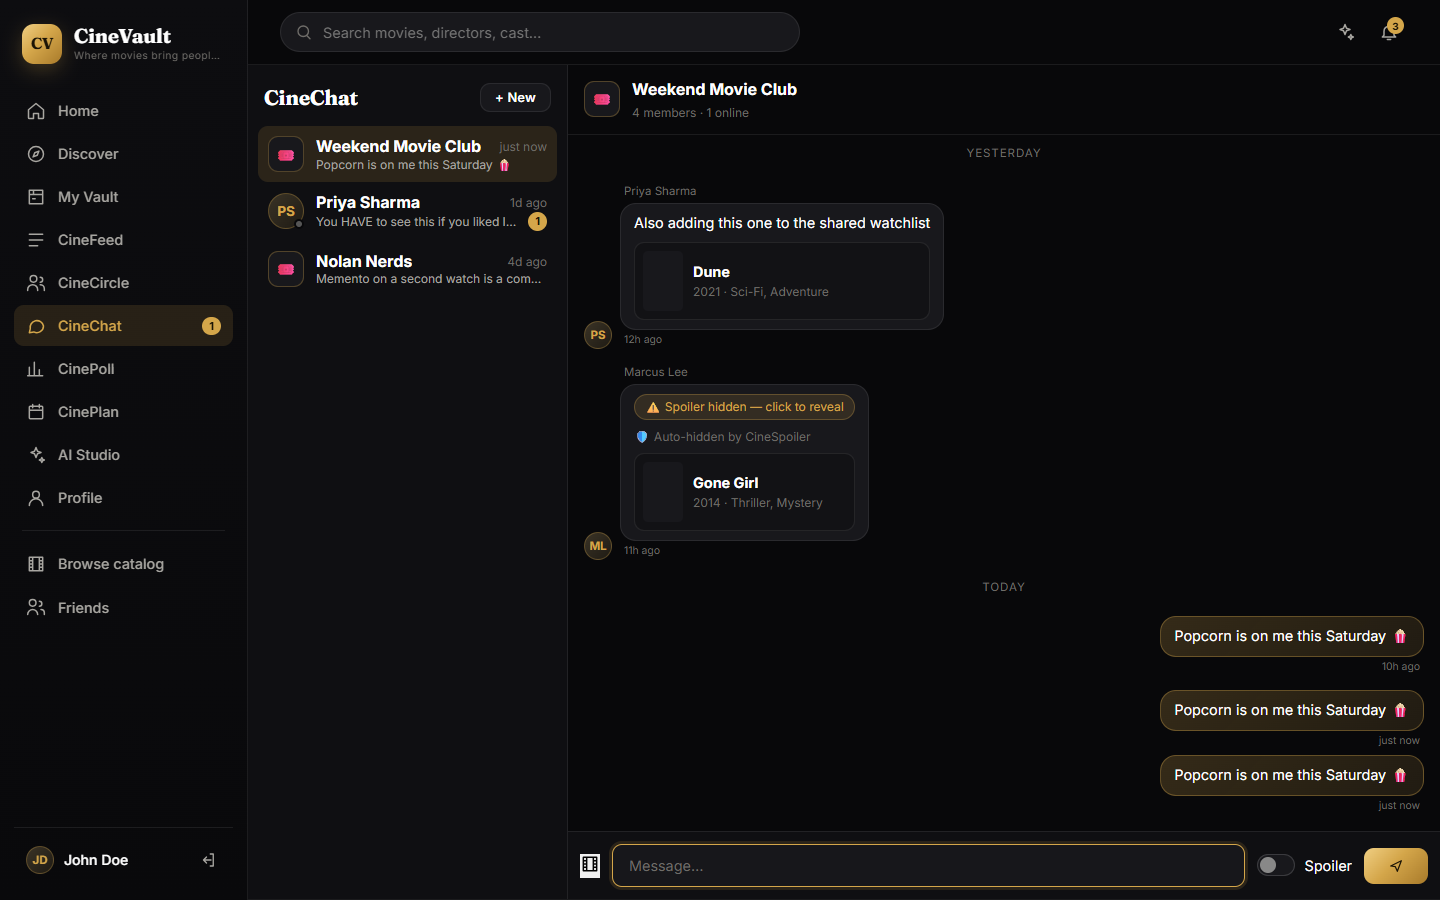 CV
CineVault
Where movies bring peopl...
Home
Discover
My Vault
CineFeed
CineCircle
CineChat
1
CinePoll
CinePlan
AI Studio
Profile
Browse catalog
Friends
JD
John Doe
Search movies, directors, cast...
3
CineChat
+ New
Weekend Movie Club
just now
Popcorn is on me this Saturday 🍿
PS
Priya Sharma
1d ago
You HAVE to see this if you liked I...
1
Nolan Nerds
4d ago
Memento on a second watch is a com...
Weekend Movie Club
4 members · 1 online
YESTERDAY
Priya Sharma
Also adding this one to the shared watchlist
Dune
2021 · Sci-Fi, Adventure
PS
12h ago
Marcus Lee
⚠️ Spoiler hidden — click to reveal
🛡️ Auto-hidden by CineSpoiler
Gone Girl
2014 · Thriller, Mystery
ML
11h ago
TODAY
Popcorn is on me this Saturday 🍿
10h ago
Popcorn is on me this Saturday 🍿
just now
Popcorn is on me this Saturday 🍿
just now
Message...
Spoiler